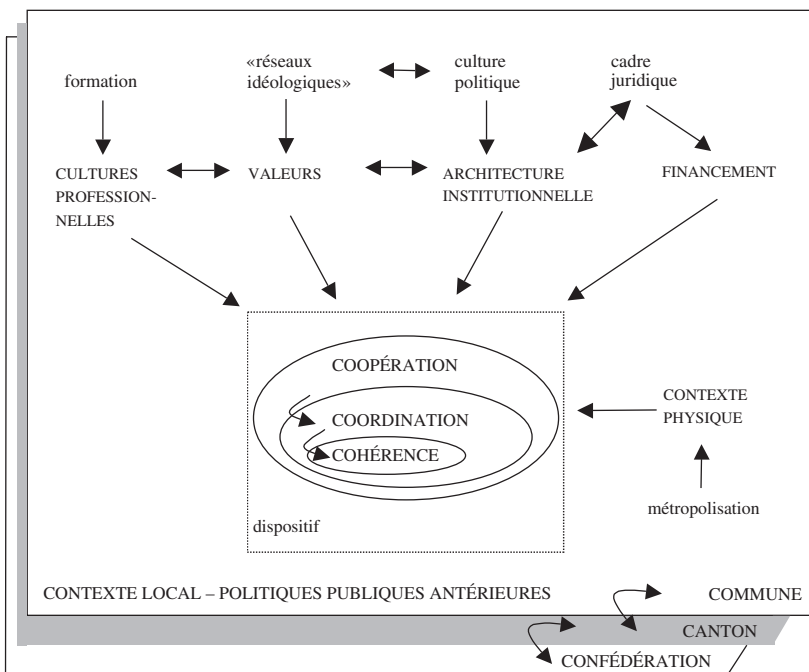 formation
«réseaux
idéologiques»
culture
politique
cadre
juridique
CULTURES
PROFESSION-
NELLES
VALEURS
ARCHITECTURE
INSTITUTIONNELLE
FINANCEMENT
COOPÉRATION
COORDINATION
COHÉRENCE
dispositif
CONTEXTE
PHYSIQUE
métropolisation
CONTEXTE LOCAL – POLITIQUES PUBLIQUES ANTÉRIEURES
COMMUNE
CANTON
CONFÉDÉRATION